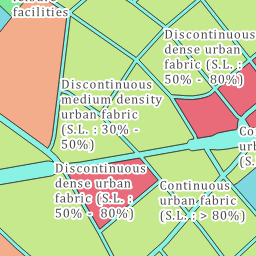 facilities
Discontinuous
dense urban
fabric (S.L. :
50% - 80%)
Discontinuous
medium density
urban fabric
(S.L. : 30% -
50%)
Discontinuous
dense urban
fabric (S.L. :
50% - 80%)
Continuous
urban fabric
(S.L. : > 80%)
Co
urb
(S.